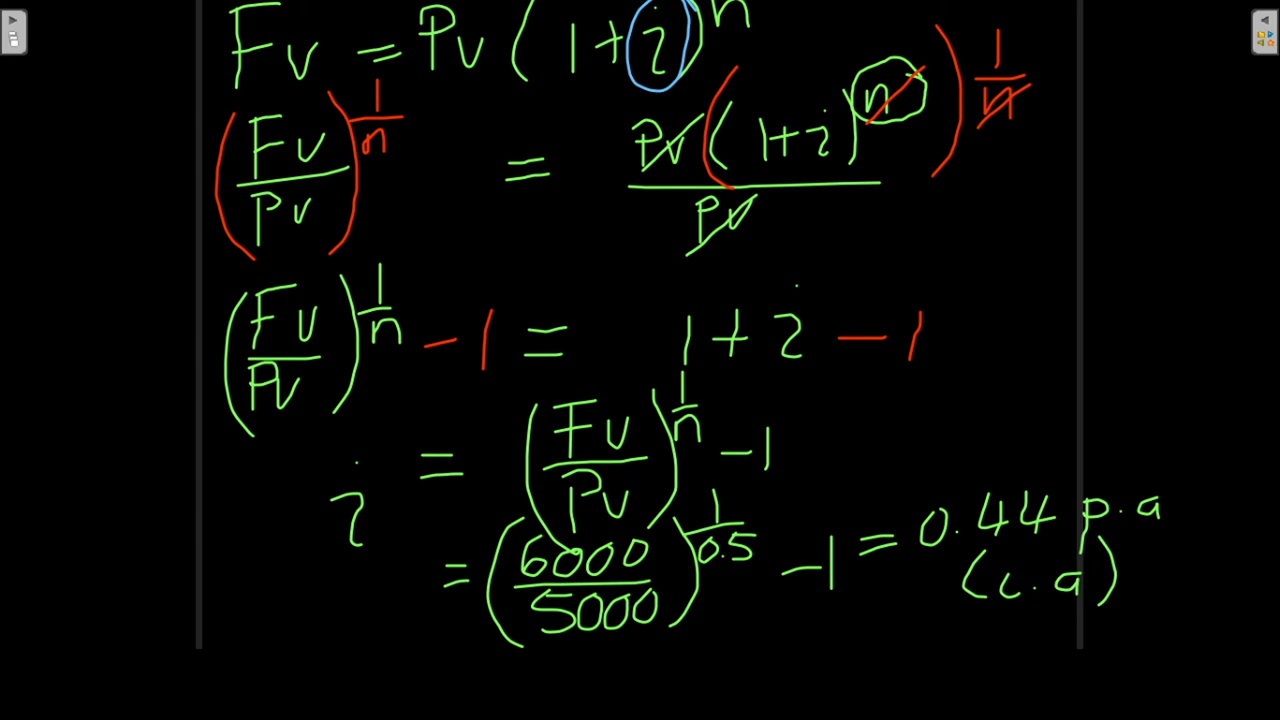 Fv = Pv (1+i)^n
(Fv/Pv)^(1/n) = Pv((1+i)^n)^(1/n) / Pv
(Fv/Pv)^(1/n) - 1 = 1 + i - 1
i = (Fv/Pv)^(1/n) - 1
= (6000/5000)^(1/0.5) - 1 = 0.44 p.a
(c.a)